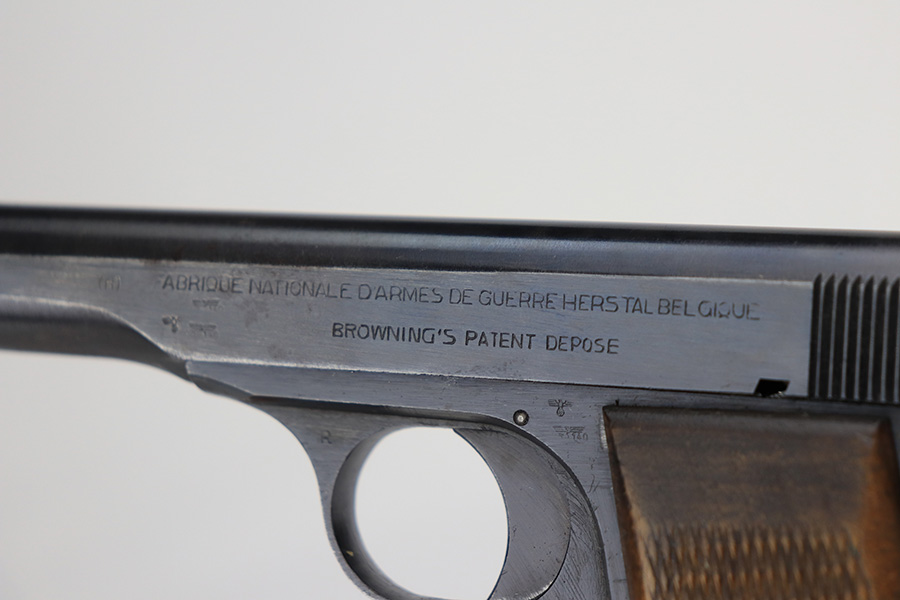 FABRIQUE NATIONALE D'ARMES DE GUERRE HERSTAL BELGIQUE
BROWNING'S PATENT DEPOSE
R